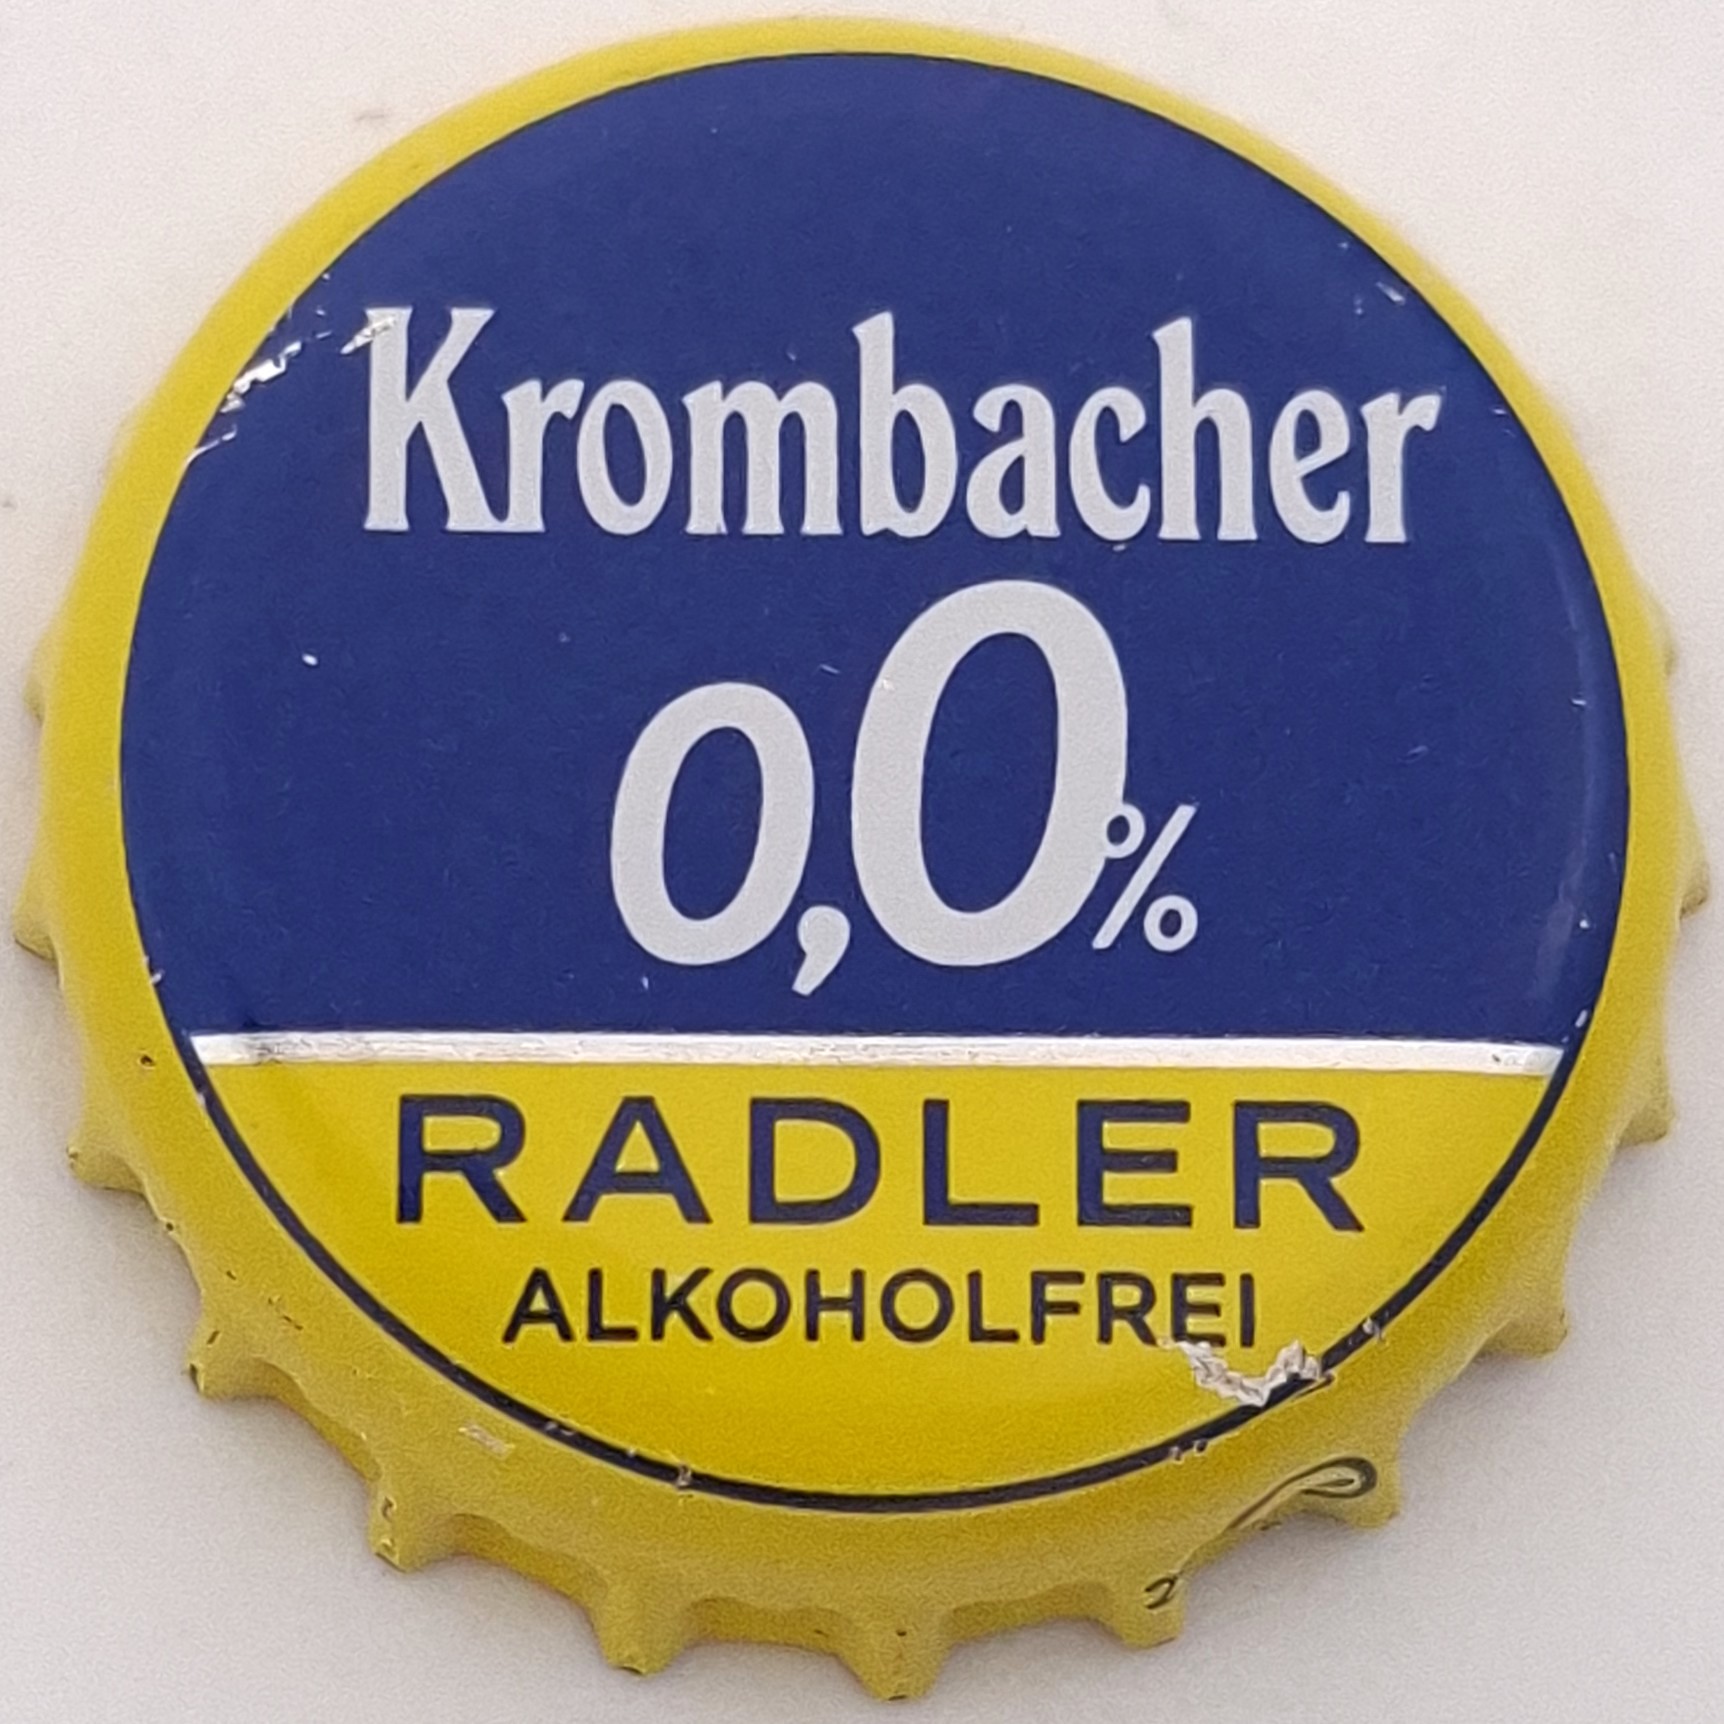 Krombacher
0,0%
RADLER
ALKOHOLFREI